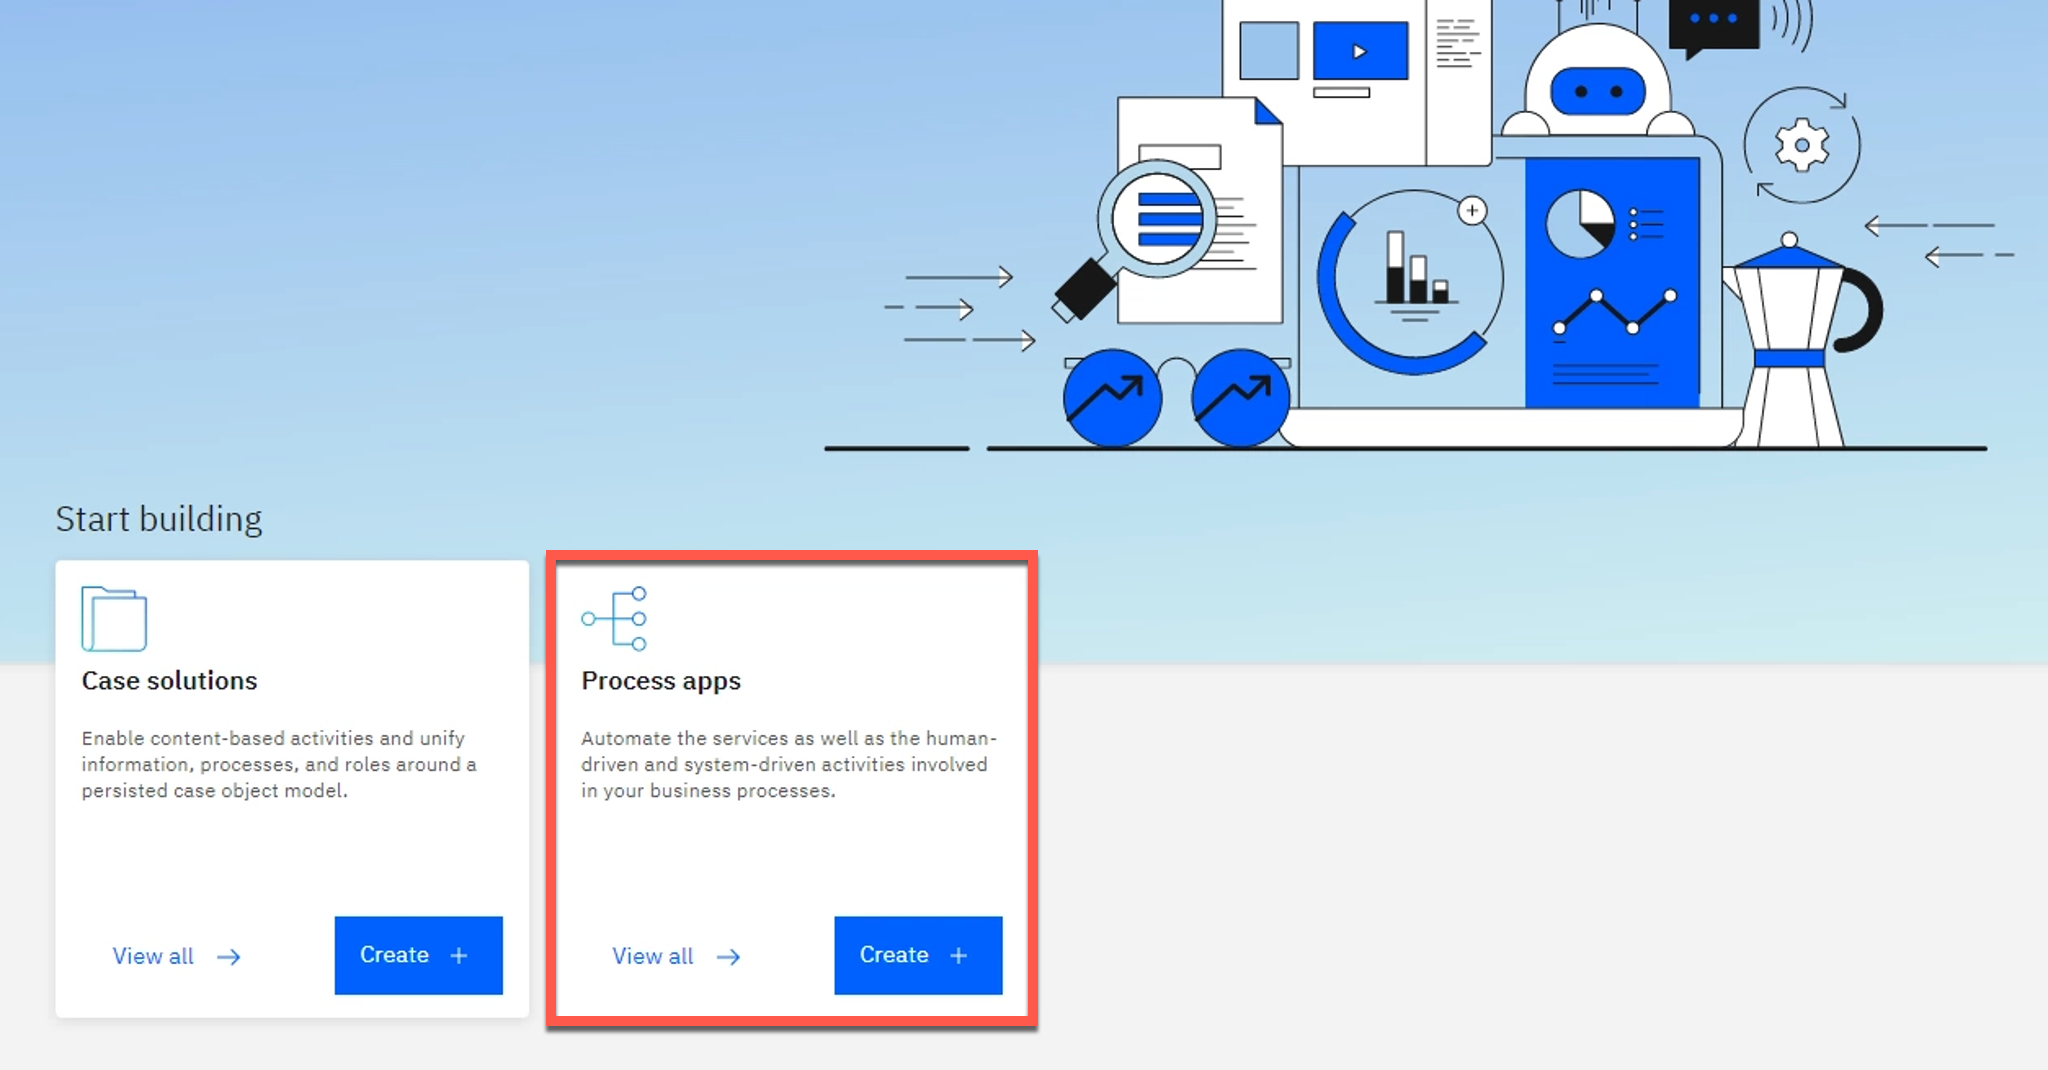 Start building
Case solutions
Enable content-based activities and unify
information, processes, and roles around a
persisted case object model.
View all
Create
Process apps
Automate the services as well as the human-
driven and system-driven activities involved
in your business processes.
View all
Create